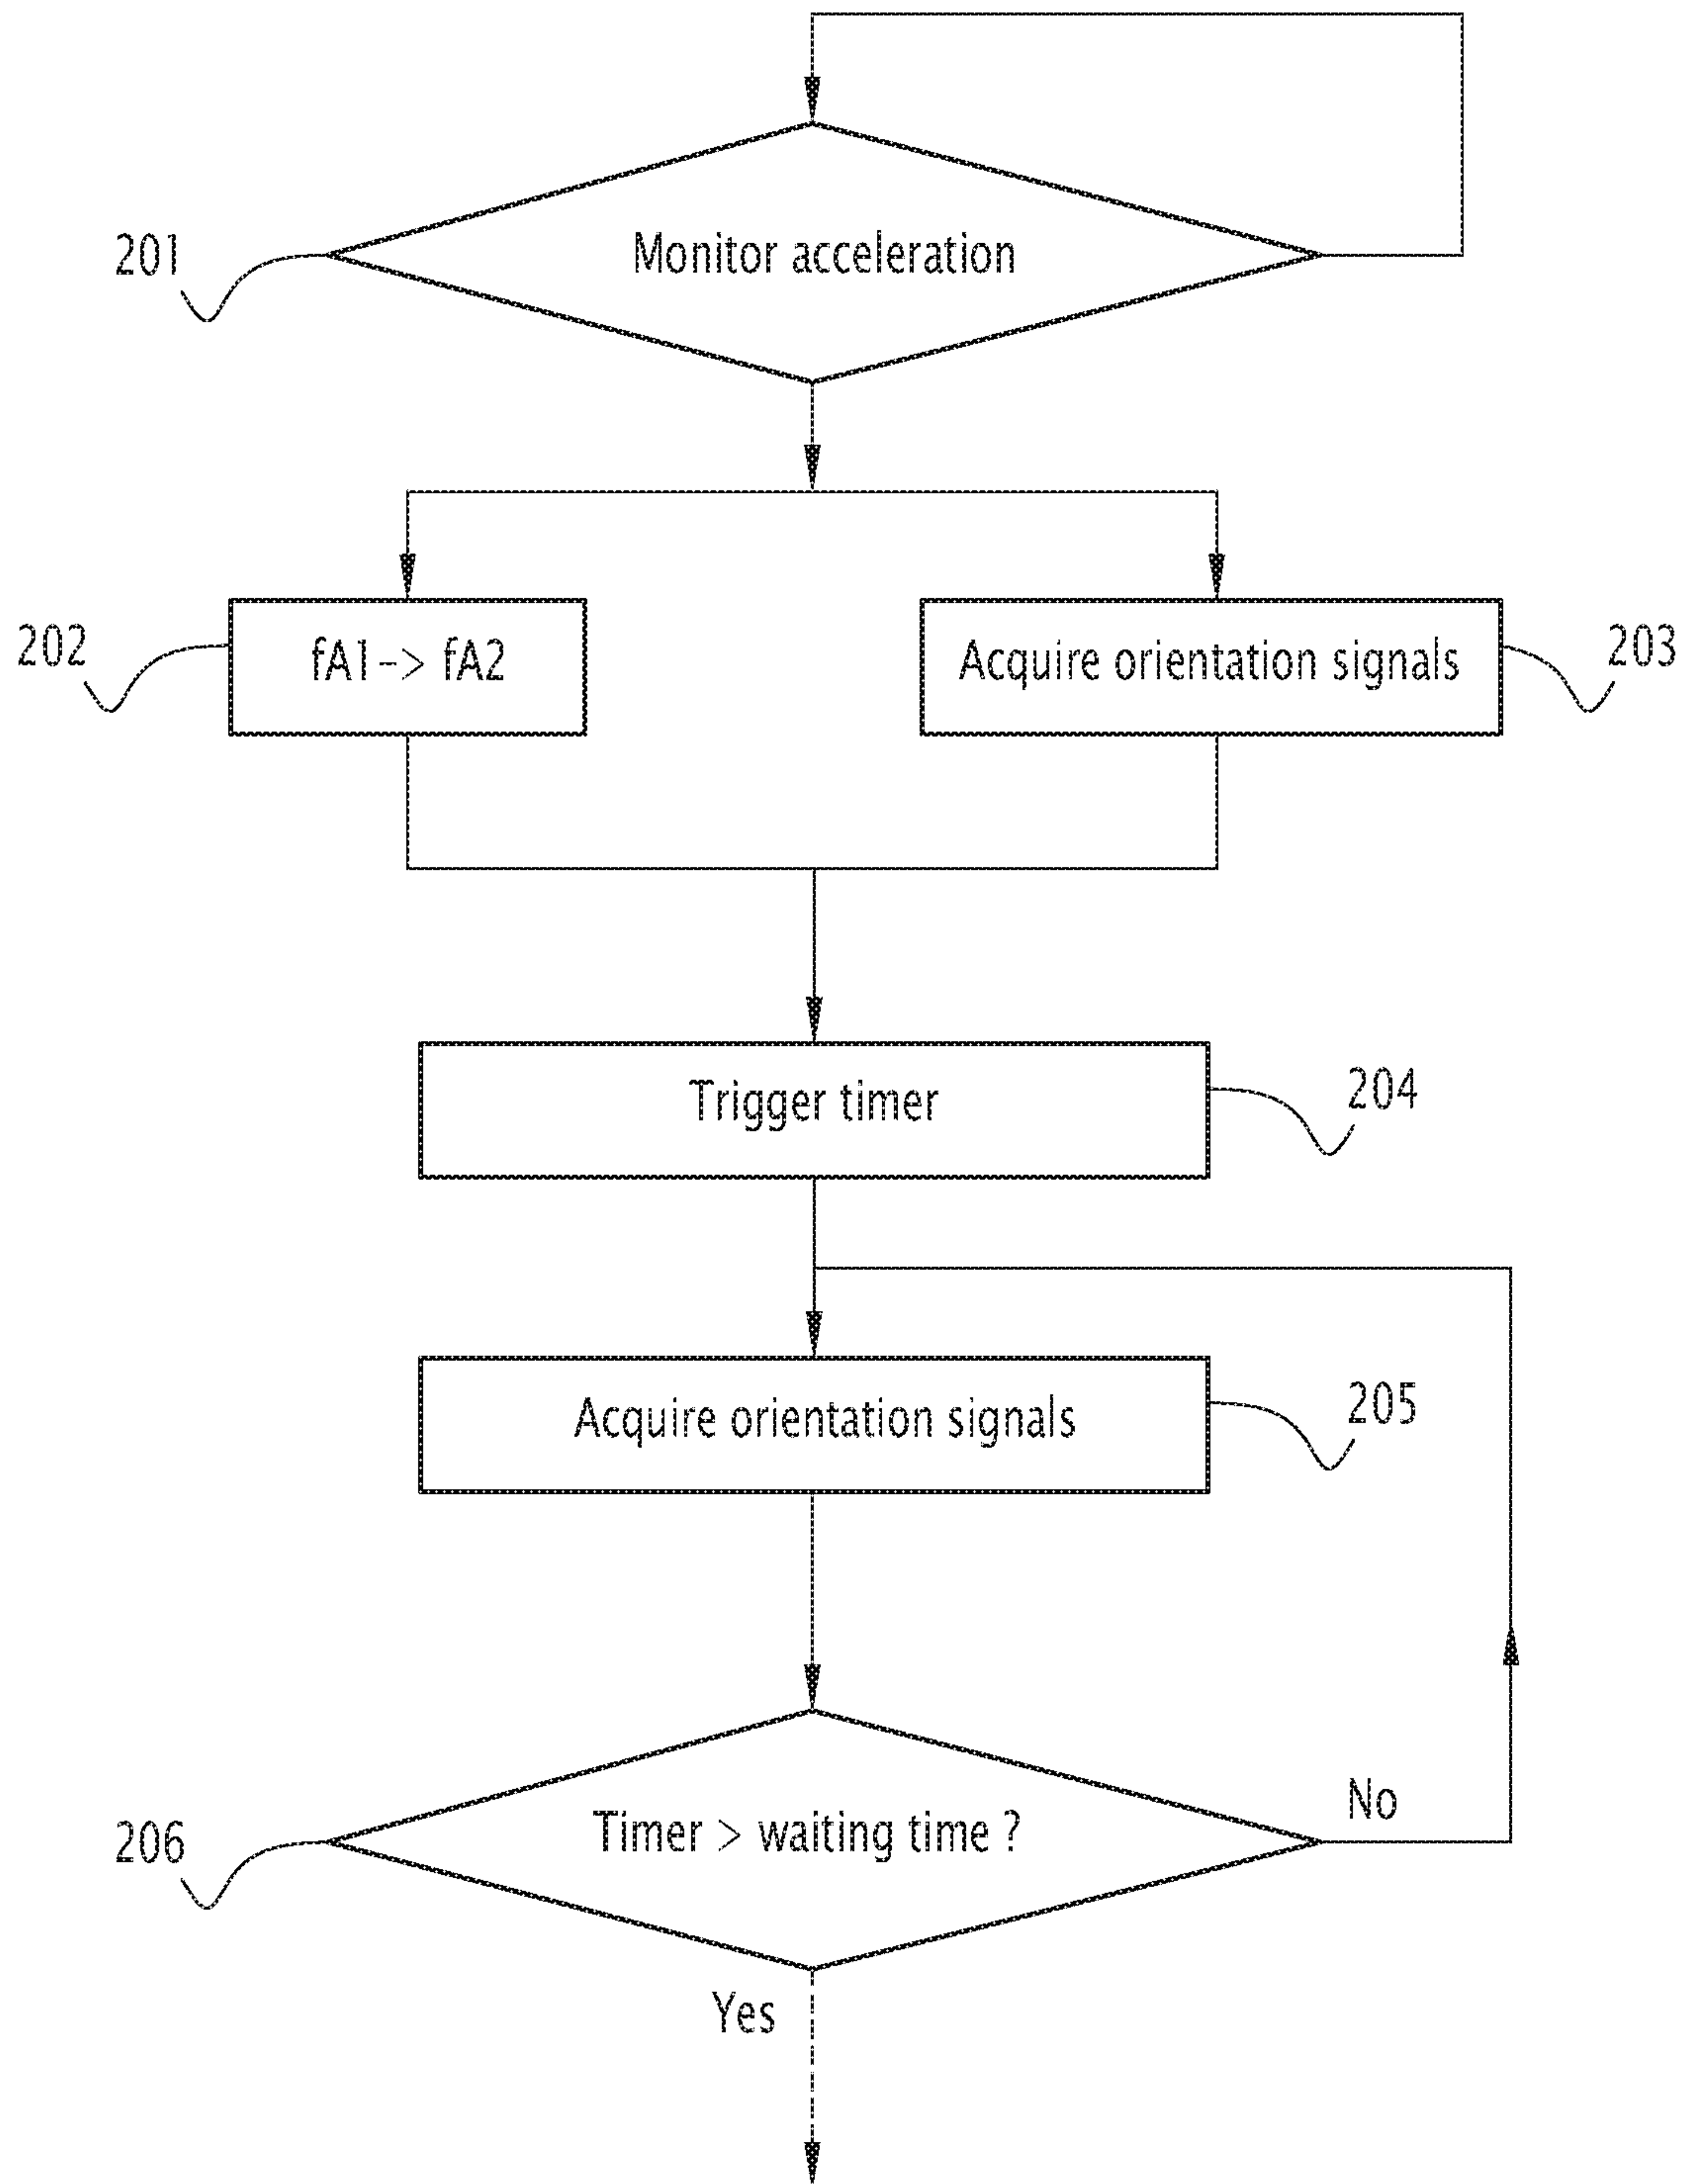 Monitor acceleration
201
202
fA1-> fA2
Acquire orientation signals
203
Trigger timer
204
Acquire orientation signals
205
No
Timer > waiting time ?
206
Yes